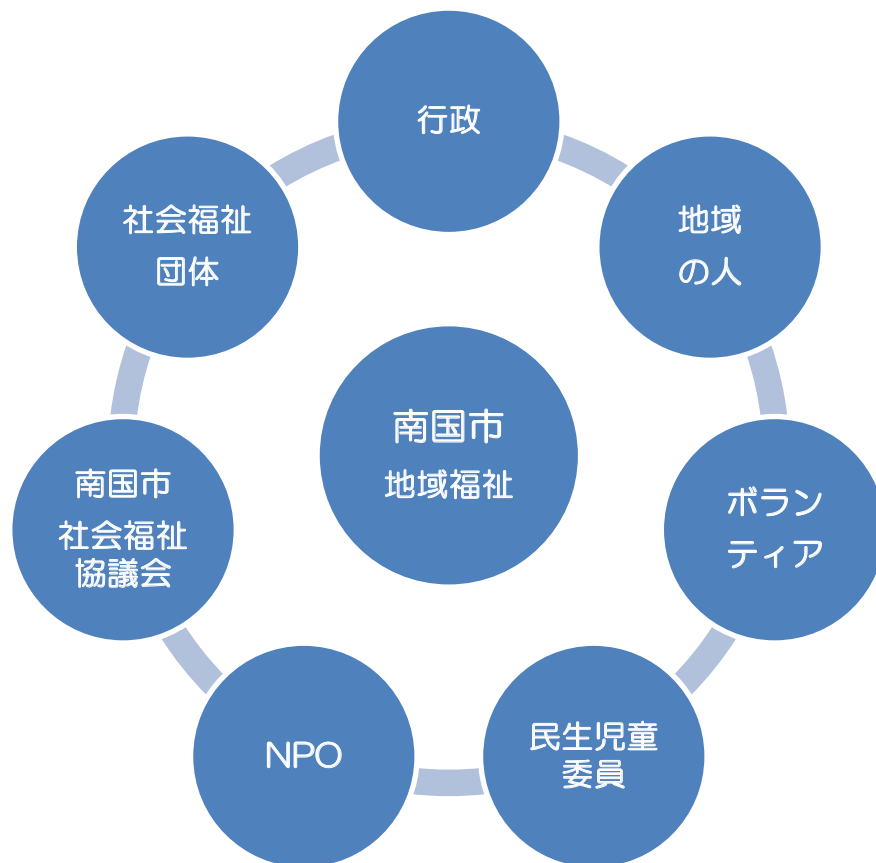 行政
地域
の人
ボラン
ティア
民生児童
委員
NPO
南国市
社会福祉
協議会
社会福祉
団体
南国市
地域福祉